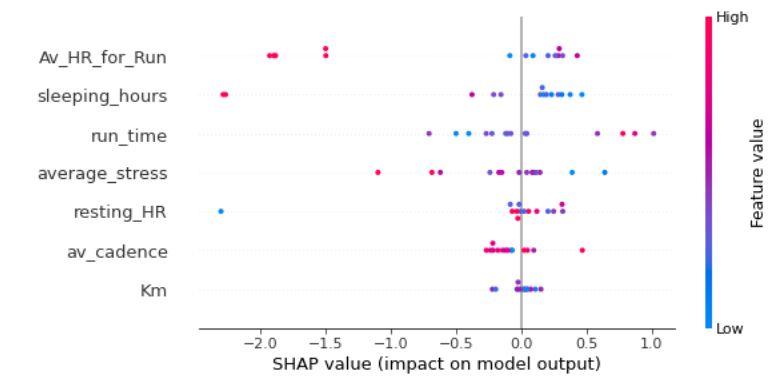 High
Av_HR_for_Run
sleeping_hours
run_time
average_stress
resting_HR
av_cadence
Km
Feature value
Low
−2.0 −1.5 −1.0 −0.5 0.0 0.5 1.0
SHAP value (impact on model output)